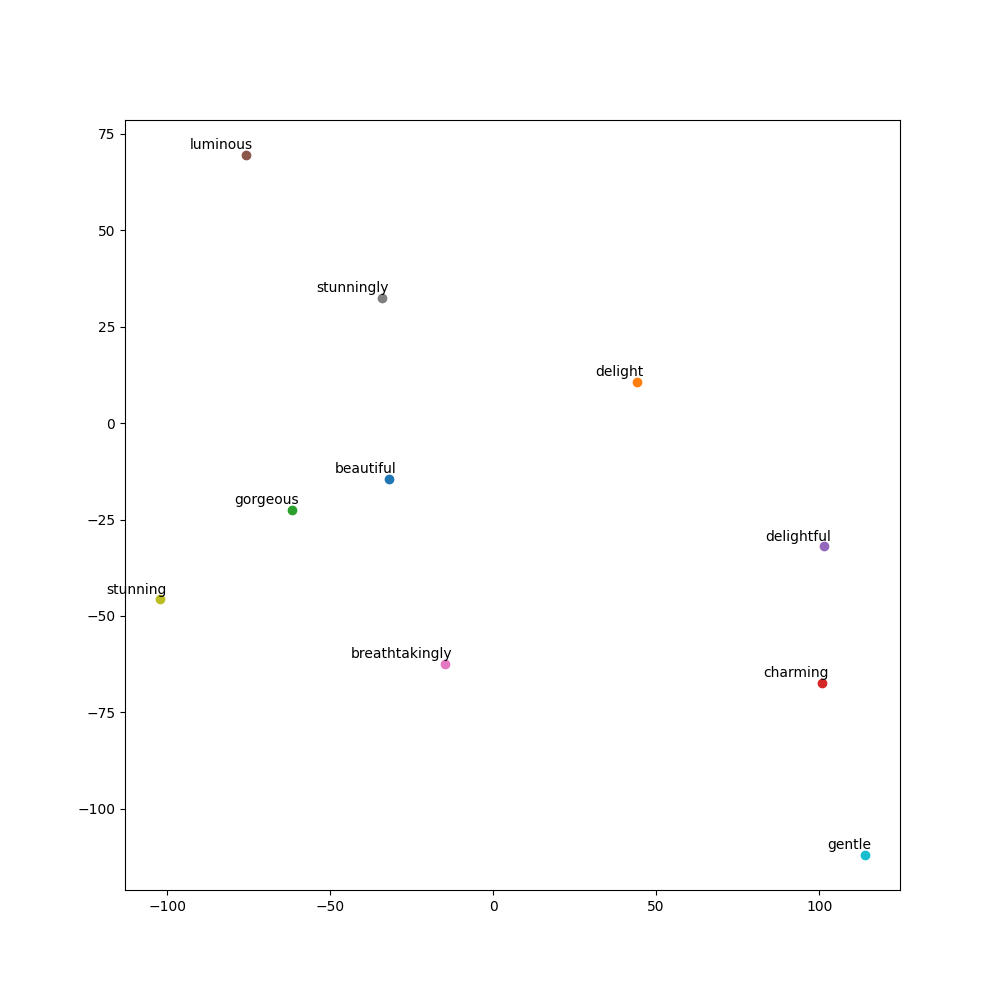 75
luminous
50
stunningly
25
delight
0
beautiful
gorgeous
−25
delightful
stunning
−50
breathtakingly
charming
−75
−100
gentle
−100 −50 0 50 100